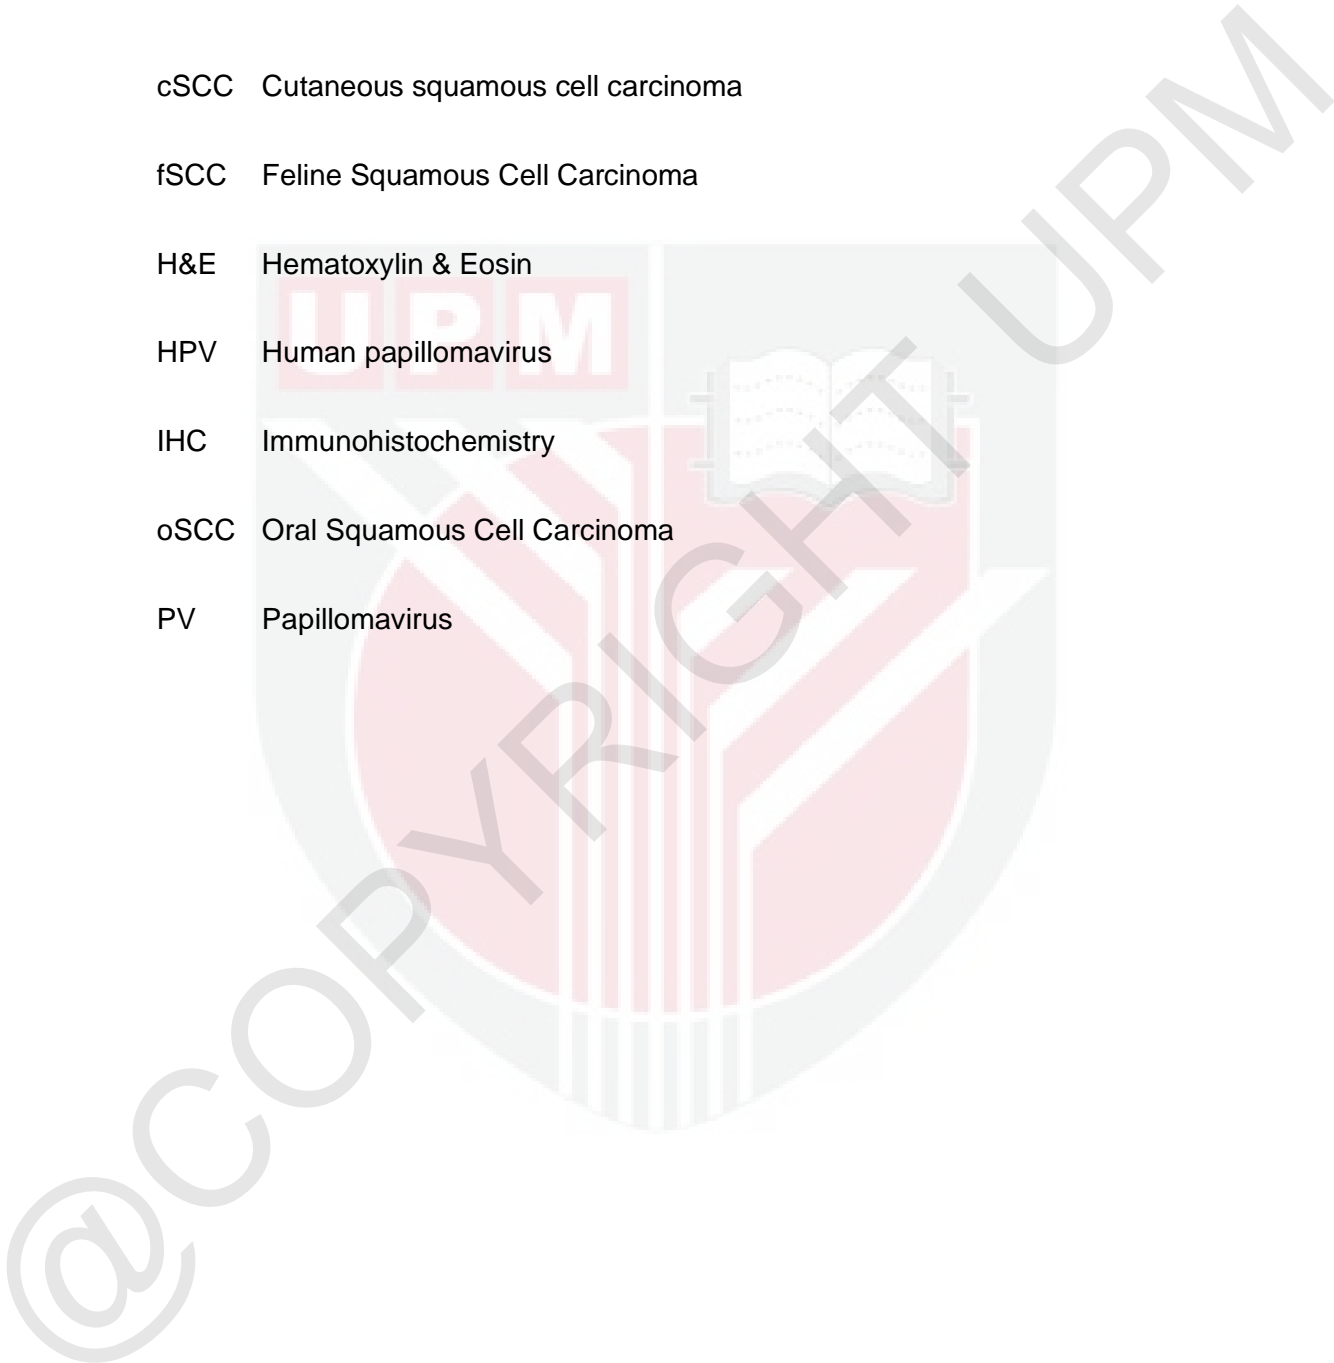 cSCC Cutaneous squamous cell carcinoma
fSCC Feline Squamous Cell Carcinoma
H&E Hematoxylin & Eosin
HPV Human papillomavirus
IHC Immunohistochemistry
oSCC Oral Squamous Cell Carcinoma
PV Papillomavirus
UPM
@COPYRIGHT UPM